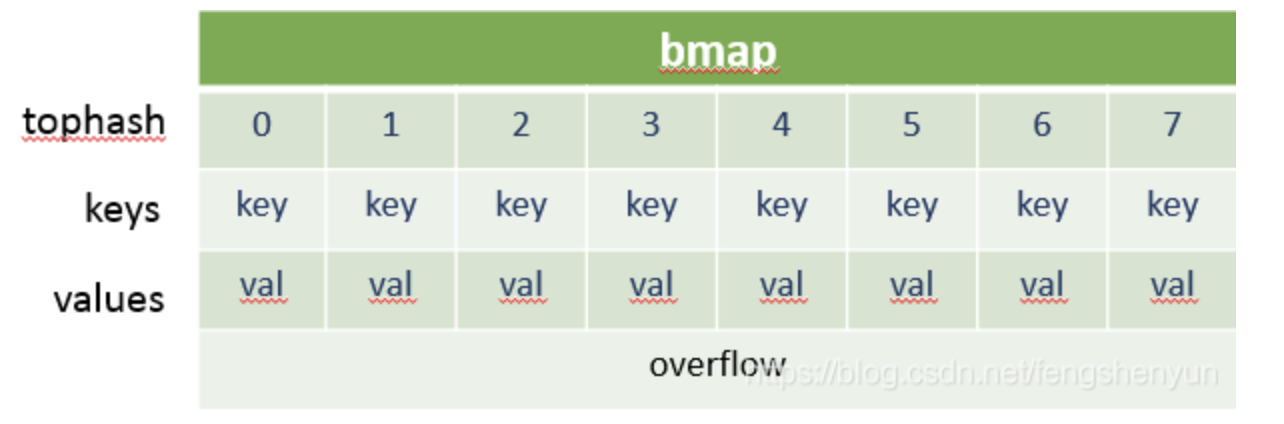 bmap
tophash 0 1 2 3 4 5 6 7
keys key key key key key key key key
values val val val val val val val val
overflow
https://blog.csdn.net/fengshenyun